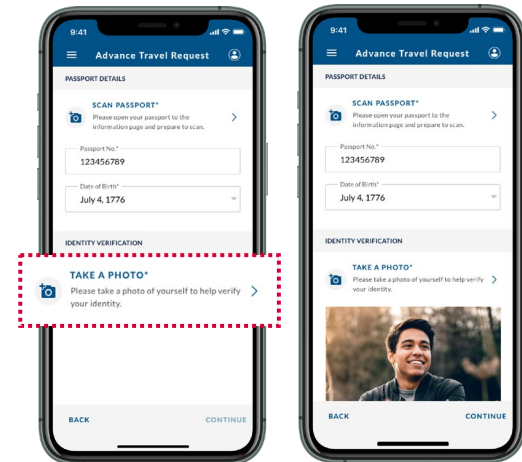 9:41
Advance Travel Request
PASSPORT DETAILS
SCAN PASSPORT*
Please open your passport to the
information page and prepare to scan.
Passport No.*
123456789
Date of Birth*
July 4, 1776
IDENTITY VERIFICATION
TAKE A PHOTO*
Please take a photo of yourself to help verify
your identity.
BACK CONTINUE
9:41
Advance Travel Request
PASSPORT DETAILS
SCAN PASSPORT*
Please open your passport to the
information page and prepare to scan.
Passport No.*
123456789
Date of Birth*
July 4, 1776
IDENTITY VERIFICATION
TAKE A PHOTO*
Please take a photo of yourself to help verify
your identity.
BACK CONTINUE